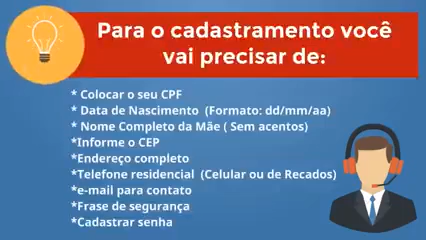 Para o cadastramento você
vai precisar de:
* Colocar o seu CPF
* Data de Nascimento (Formato: dd/mm/aa)
* Nome Completo da Mãe ( Sem acentos)
*Informe o CEP
*Endereço completo
*Telefone residencial (Celular ou de Recados)
*e-mail para contato
*Frase de segurança
*Cadastrar senha